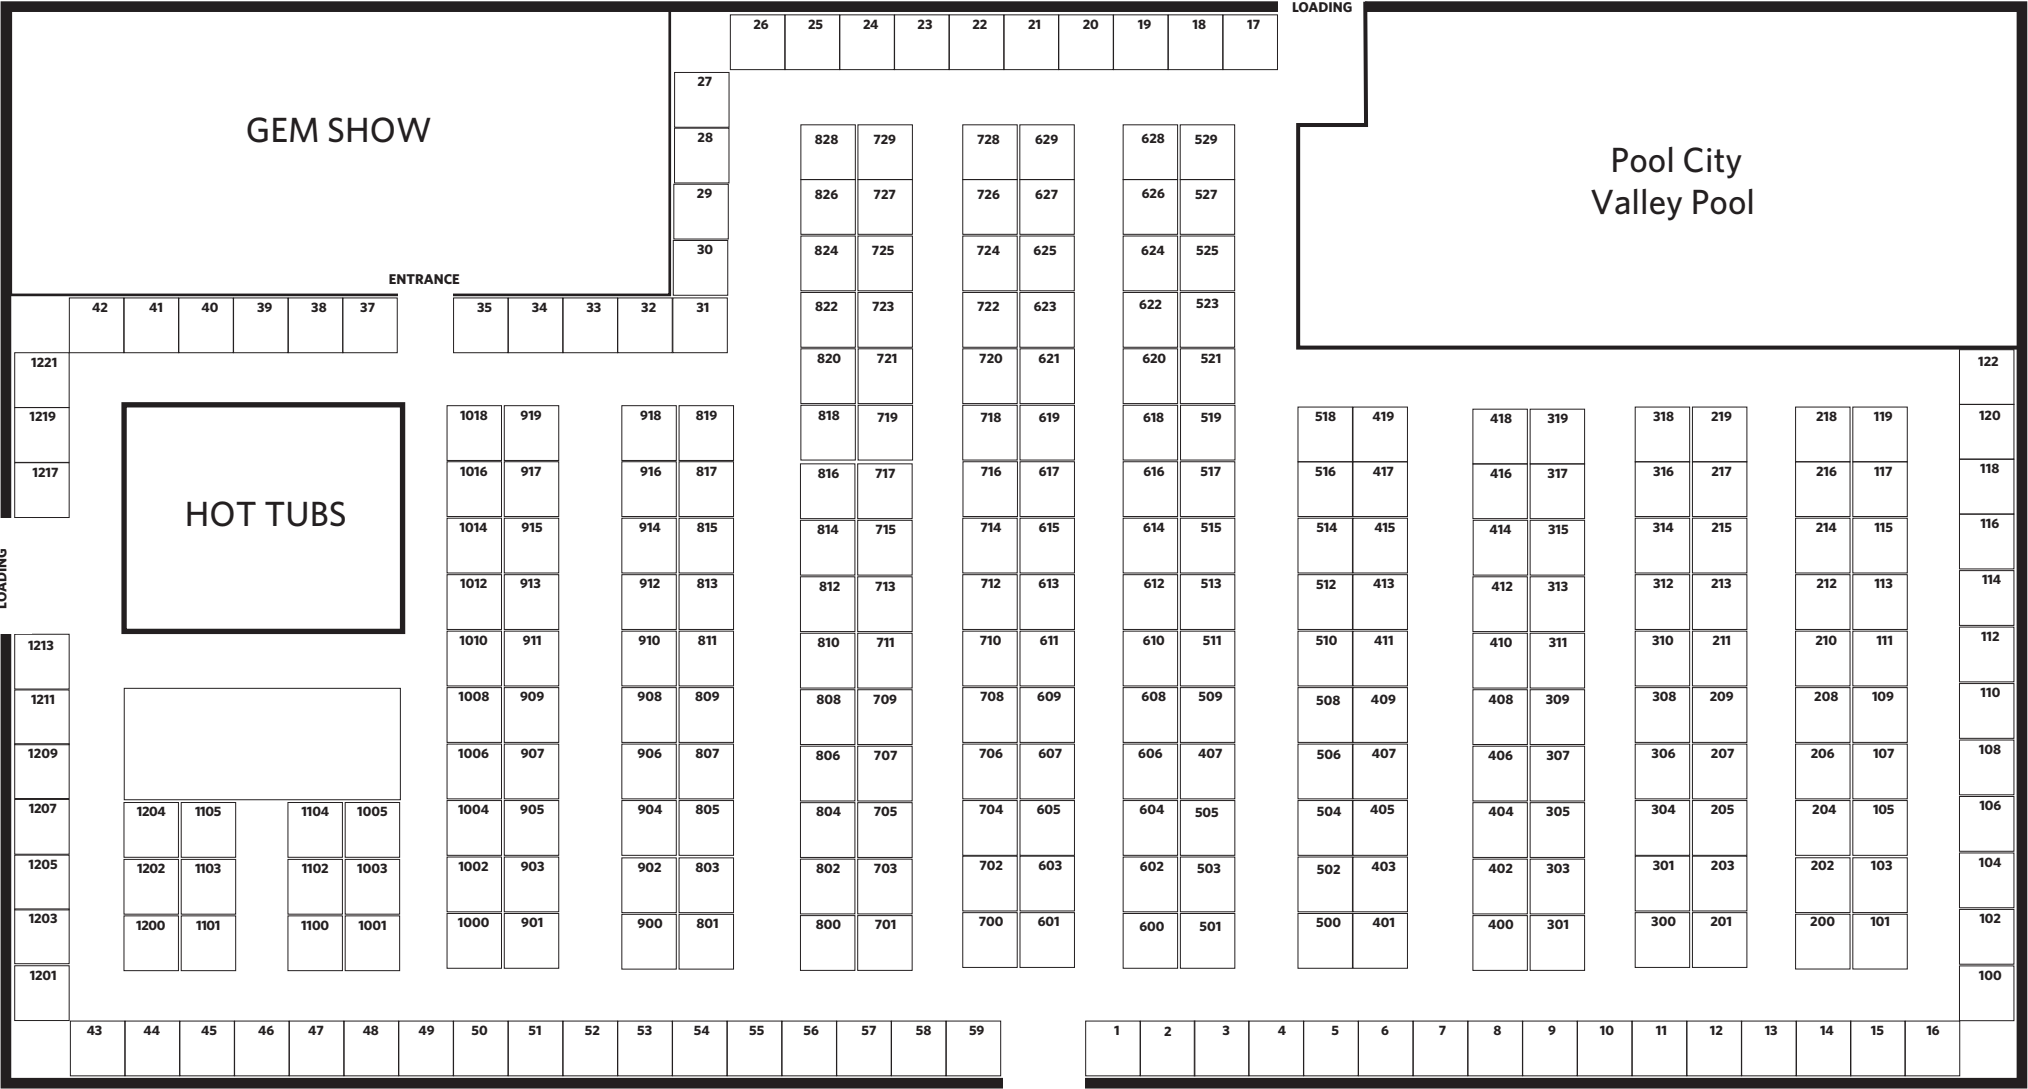 LOADING
26 25 24 23 22 21 20 19 18 17
27
GEM SHOW
28 828 729 728 629 628 529
Pool City
Valley Pool
29 826 727 726 627 626 527
30 824 725 724 625 624 525
ENTRANCE
42 41 40 39 38 37 35 34 33 32 31 822 723 722 623 622 523
1221 820 721 720 621 620 521 122
1219 1018 919 918 819 818 719 718 619 618 519 518 419 418 319 318 219 218 119 120
1217 1016 917 916 817 816 717 716 617 616 517 516 417 416 317 316 217 216 117 118
HOT TUBS
1014 915 914 815 814 715 714 615 614 515 514 415 414 315 314 215 214 115 116
LOADING
1012 913 912 813 812 713 712 613 612 513 512 413 412 313 312 213 212 113 114
1213 1010 911 910 811 810 711 710 611 610 511 510 411 410 311 310 211 210 111 112
1211 1008 909 908 809 808 709 708 609 608 509 508 409 408 309 308 209 208 109 110
1209 1006 907 906 807 806 707 706 607 606 407 506 407 406 307 306 207 206 107 108
1207 1204 1105 1104 1005 1004 905 904 805 804 705 704 605 604 505 504 405 404 305 304 205 204 105 106
1205 1202 1103 1102 1003 1002 903 902 803 802 703 702 603 602 503 502 403 402 303 301 203 202 103 104
1203 1200 1101 1100 1001 1000 901 900 801 800 701 700 601 600 501 500 401 400 301 300 201 200 101 102
1201 100
43 44 45 46 47 48 49 50 51 52 53 54 55 56 57 58 59 1 2 3 4 5 6 7 8 9 10 11 12 13 14 15 16